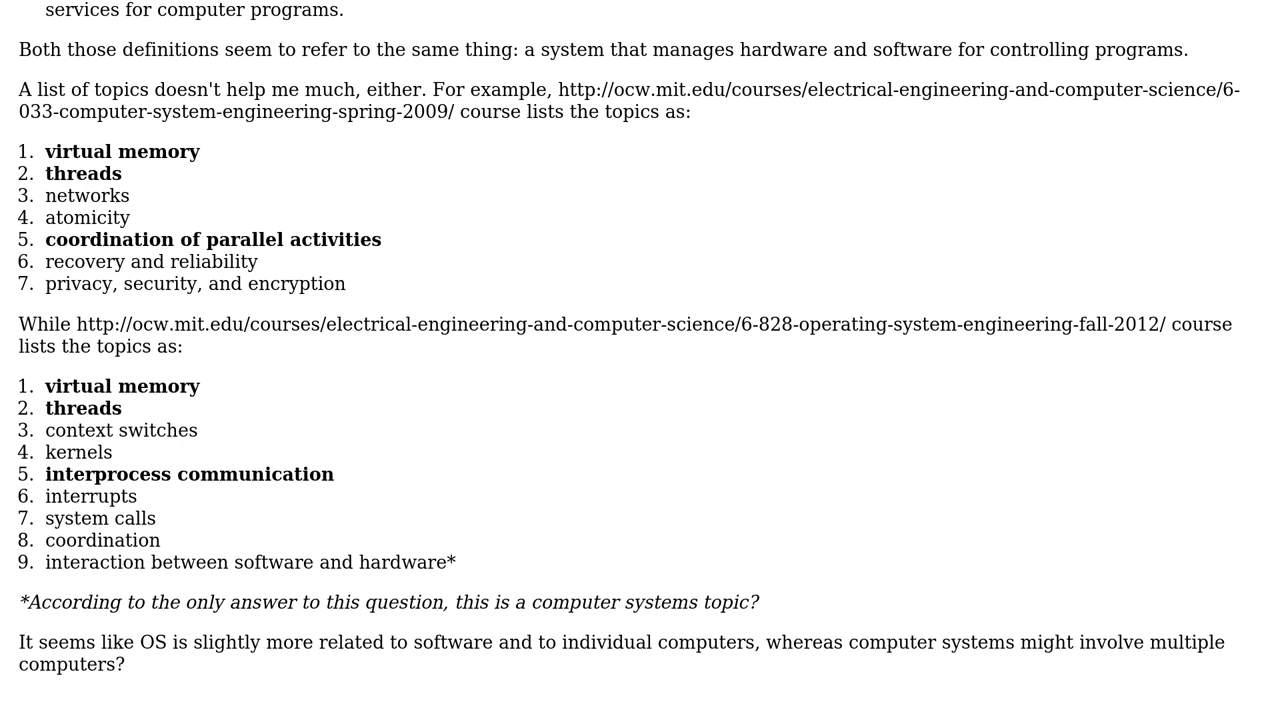 services for computer programs.
Both those definitions seem to refer to the same thing: a system that manages hardware and software for controlling programs.
A list of topics doesn't help me much, either. For example, http://ocw.mit.edu/courses/electrical-engineering-and-computer-science/6-
033-computer-system-engineering-spring-2009/ course lists the topics as:
1. virtual memory
2. threads
3. networks
4. atomicity
5. coordination of parallel activities
6. recovery and reliability
7. privacy, security, and encryption
While http://ocw.mit.edu/courses/electrical-engineering-and-computer-science/6-828-operating-system-engineering-fall-2012/ course
lists the topics as:
1. virtual memory
2. threads
3. context switches
4. kernels
5. interprocess communication
6. interrupts
7. system calls
8. coordination
9. interaction between software and hardware*
*According to the only answer to this question, this is a computer systems topic?
It seems like OS is slightly more related to software and to individual computers, whereas computer systems might involve multiple
computers?